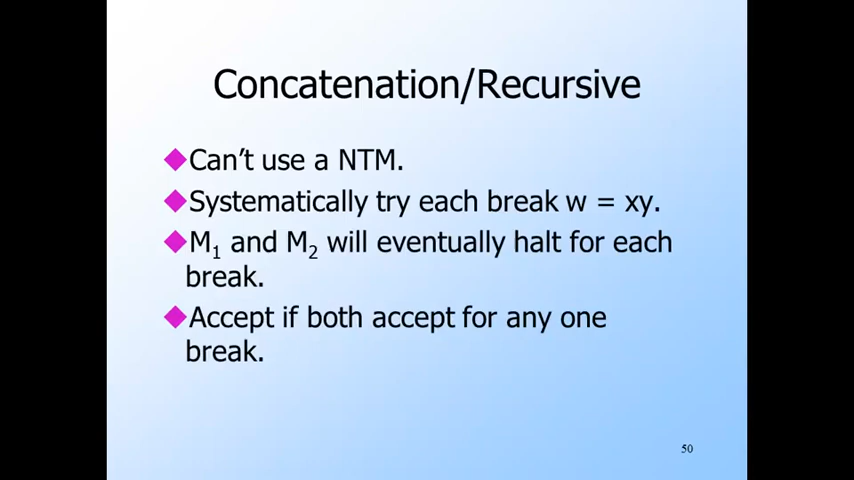 Concatenation/Recursive
Can't use a NTM.
Systematically try each break w = xy.
M₁ and M₂ will eventually halt for each
break.
Accept if both accept for any one
break.
50